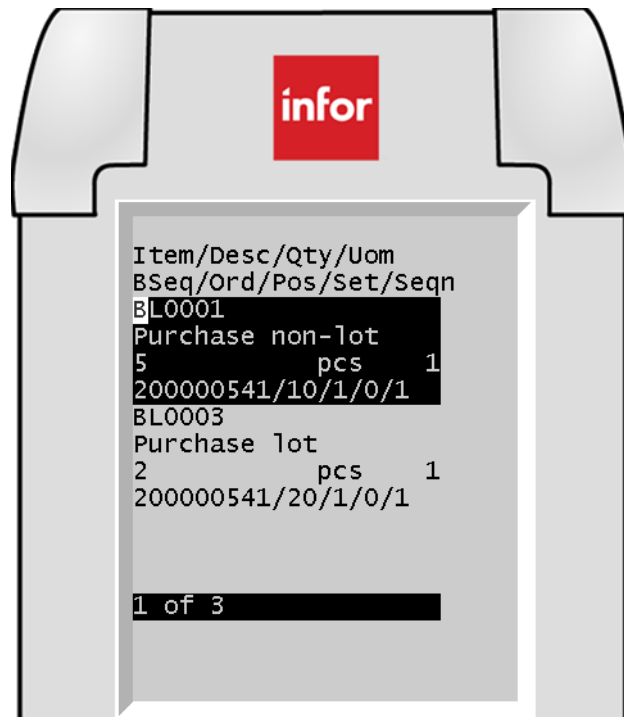 infor
Item/Desc/Qty/Uom
BSeq/Ord/Pos/Set/Seqn
BL0001
Purchase non-lot
5 pcs 1
200000541/10/1/0/1
BL0003
Purchase lot
2 pcs 1
200000541/20/1/0/1
1 of 3